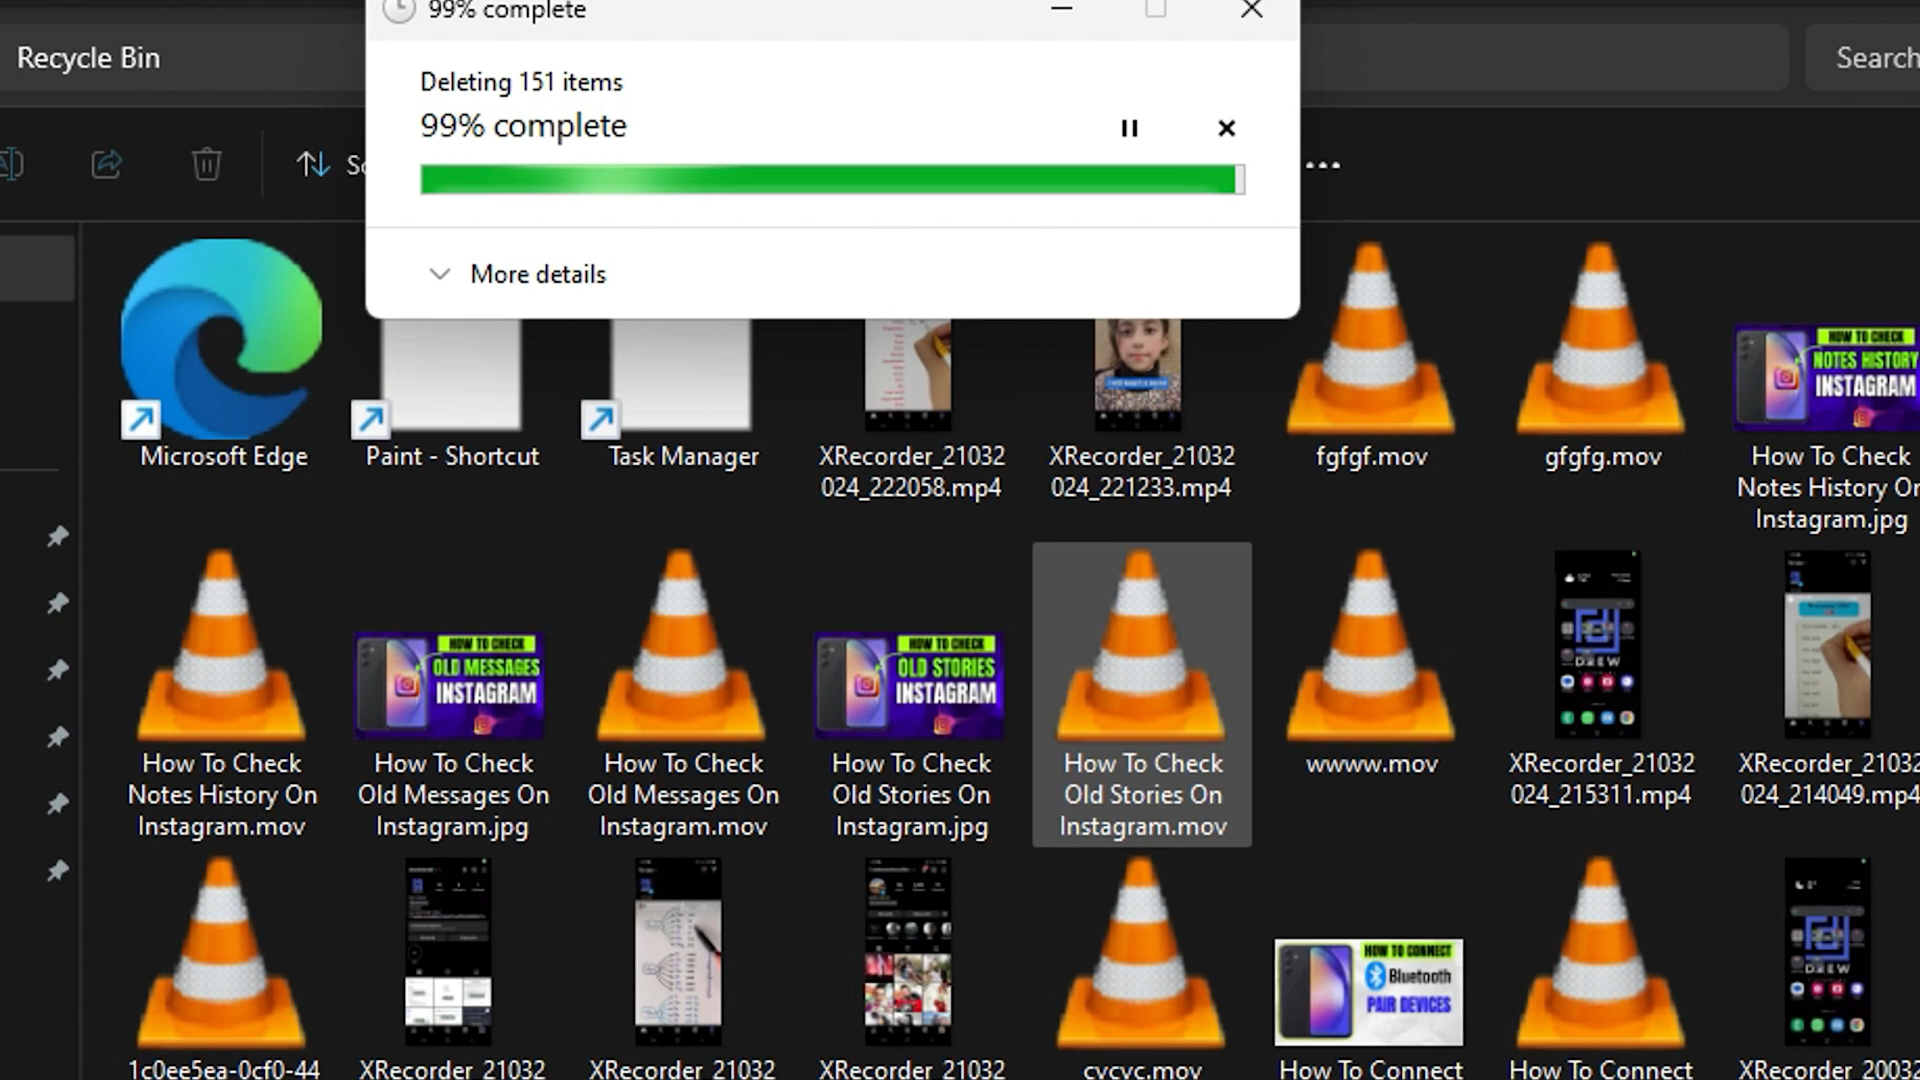 99% complete
Recycle Bin
Search
Deleting 151 items
99% complete
More details
Microsoft Edge
Paint - Shortcut
Task Manager
XRecorder_21032
024_222058.mp4
XRecorder_21032
024_221233.mp4
fgfgf.mov
gfgfg.mov
HOW TO CHECK
NOTES HISTORY
INSTAGRAM
How To Check
Notes History On
Instagram.jpg
How To Check
Notes History On
Instagram.mov
HOW TO CHECK
OLD MESSAGES
INSTAGRAM
How To Check
Old Messages On
Instagram.jpg
How To Check
Old Messages On
Instagram.mov
HOW TO CHECK
OLD STORIES
INSTAGRAM
How To Check
Old Stories On
Instagram.jpg
How To Check
Old Stories On
Instagram.mov
wwww.mov
DREW
XRecorder_21032
024_215311.mp4
XRecorder_21032
024_214049.mp4
1c0ee5ea-0cf0-44
XRecorder_21032
XRecorder_21032
XRecorder_21032
cvcvc.mov
HOW TO CONNECT
Bluetooth
PAIR DEVICES
How To Connect
How To Connect
DREW
XRecorder_20032